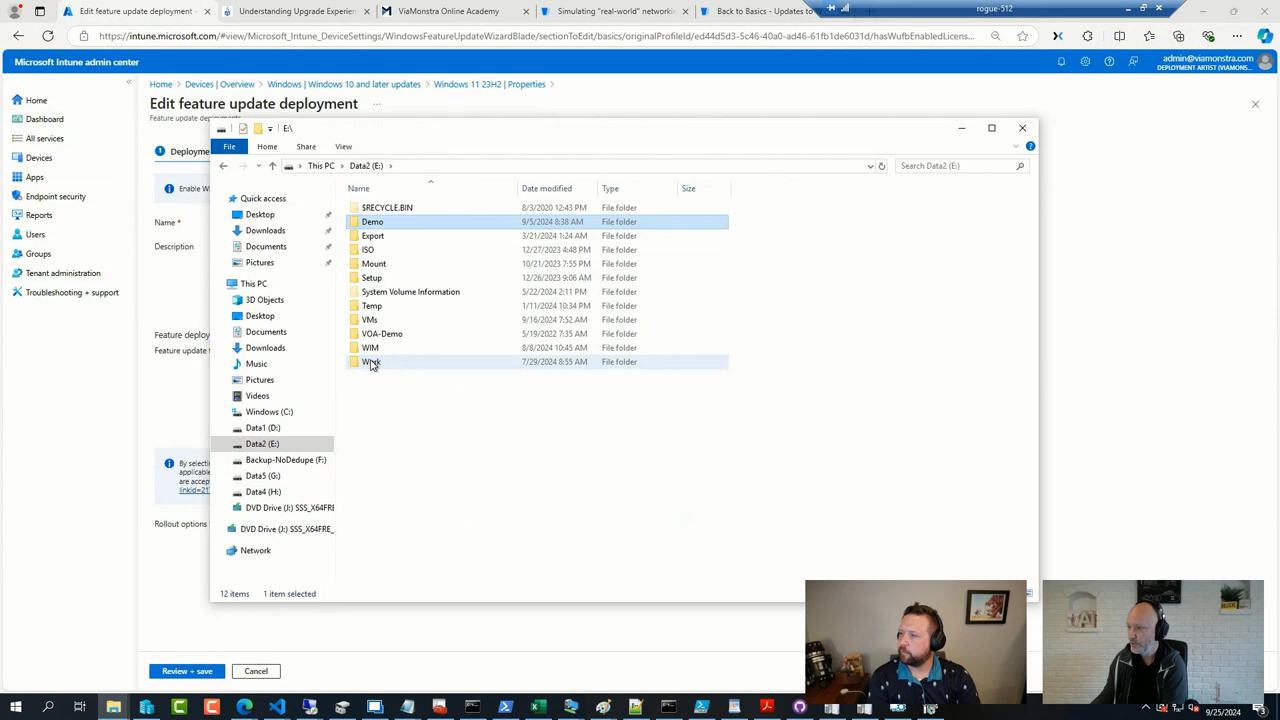 Edit feature update deployment -
Understanding Upgrade Experien
ViaMonstra Online Academy
Simulating "real-world" network
Back to Basics - Updates to
rogue-512
https://intune.microsoft.com/#view/Microsoft_Intune_DeviceSettings/WindowsFeatureUpdateWizardBlade/sectionToEdit/basics/originalProfileId/ed44d5d3-5c46-40a0-ad46-61fb1de6031d/hasWufbEnabledLicens...
Microsoft Intune admin center
admin@viamonstra.com
DEPLOYMENT ARTIST (VIAMONS...
Home
Dashboard
All services
Devices
Apps
Endpoint security
Reports
Users
Groups
Tenant administration
Troubleshooting + support
Home > Devices | Overview > Windows | Windows 10 and later updates > Windows 11 23H2 | Properties >
Edit feature update deployment ...
Feature update deployments
1 Deployme
Enable W
Name *
Description
Feature deploy
Feature update t
By selecti
applicable
are accep
linkid=21
Rollout options
Review + save
Cancel
E:\
File Home Share View
This PC > Data2 (E:) >
Search Data2 (E:)
Quick access
Desktop
Downloads
Documents
Pictures
This PC
3D Objects
Desktop
Documents
Downloads
Music
Pictures
Videos
Windows (C:)
Data1 (D:)
Data2 (E:)
Backup-NoDedupe (F:)
Data5 (G:)
Data4 (H:)
DVD Drive (J:) SSS_X64FRE
DVD Drive (J:) SSS_X64FRE_
Network
Name Date modified Type Size
$RECYCLE.BIN 8/3/2020 12:43 PM File folder
Demo 9/5/2024 8:38 AM File folder
Export 3/21/2024 1:24 AM File folder
ISO 12/27/2023 4:48 PM File folder
Mount 10/21/2023 7:55 PM File folder
Setup 12/26/2023 9:06 AM File folder
System Volume Information 5/22/2024 2:11 PM File folder
Temp 1/11/2024 10:34 PM File folder
VMs 9/16/2024 7:52 AM File folder
VOA-Demo 5/19/2022 7:35 AM File folder
WIM 8/8/2024 10:45 AM File folder
Work 7/29/2024 8:55 AM File folder
12 items 1 item selected
9/25/2024